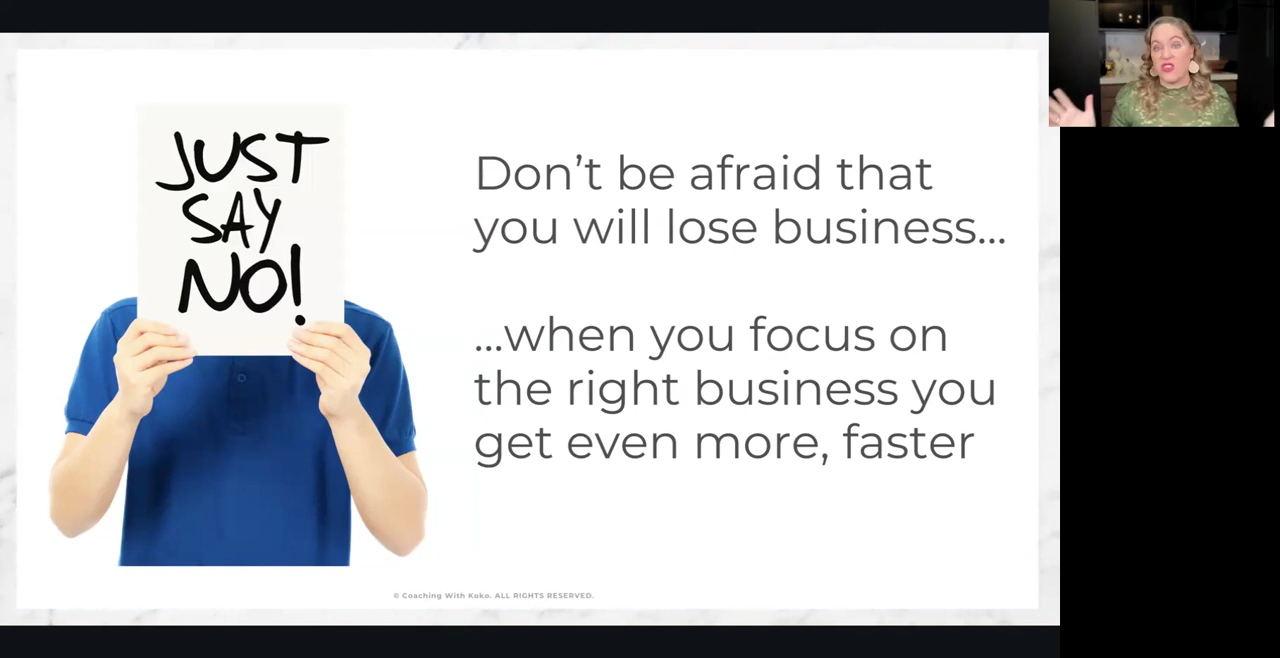 JUST
SAY
NO!
Don’t be afraid that
you will lose business...
...when you focus on
the right business you
get even more, faster
© Coaching With Koko. ALL RIGHTS RESERVED.